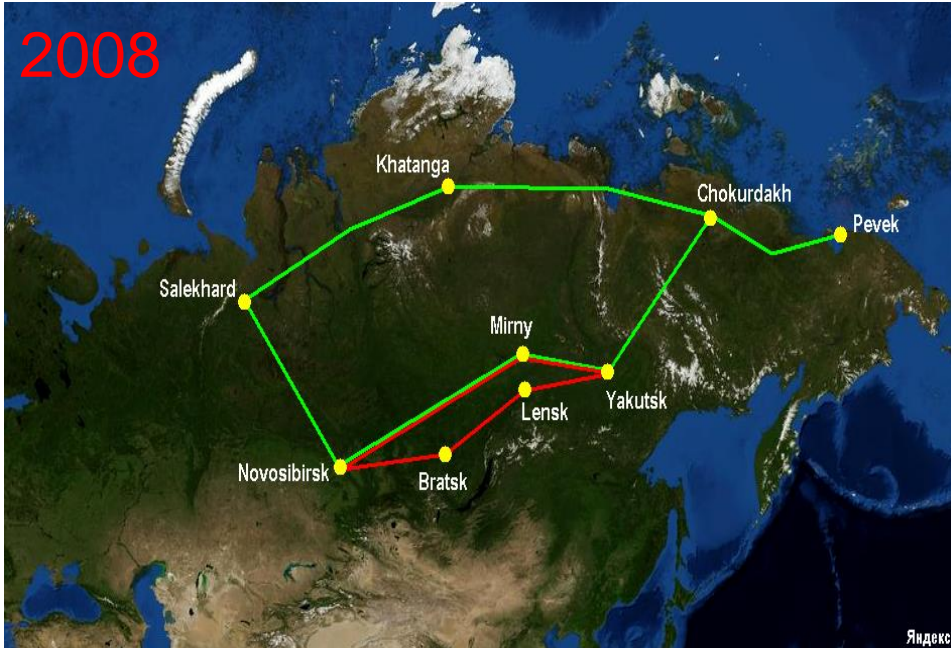 2008
Khatanga
Chokurdakh
Pevek
Salekhard
Mirny
Lensk
Yakutsk
Novosibirsk
Bratsk
Яндекс